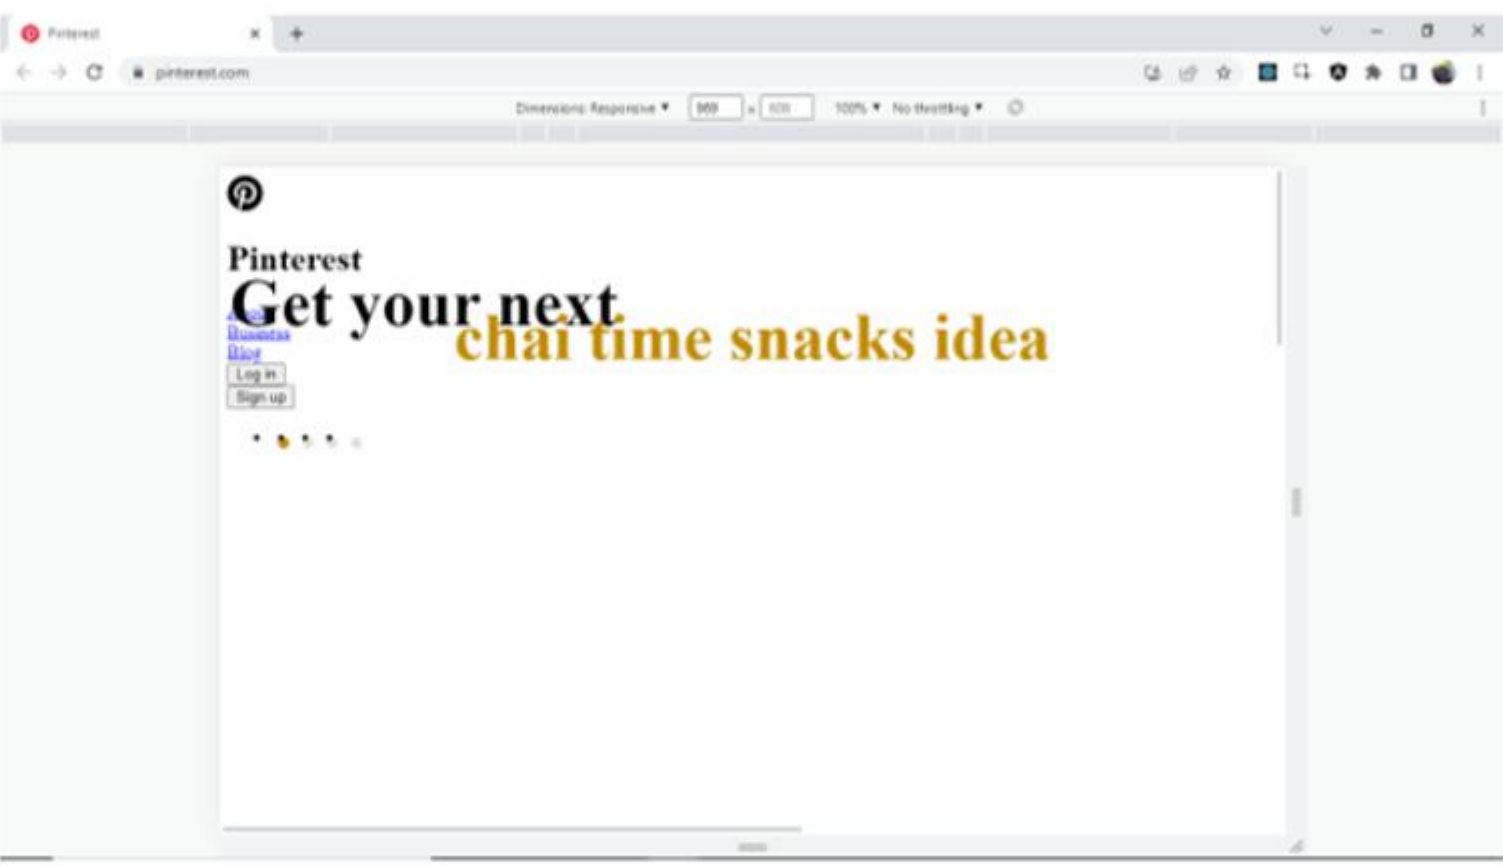 Pinterest
pinterest.com
Dimensions: Responsive 969 x 100% No throttling
Pinterest
Get your next
chai time snacks idea
Business
Blog
Log in
Sign up